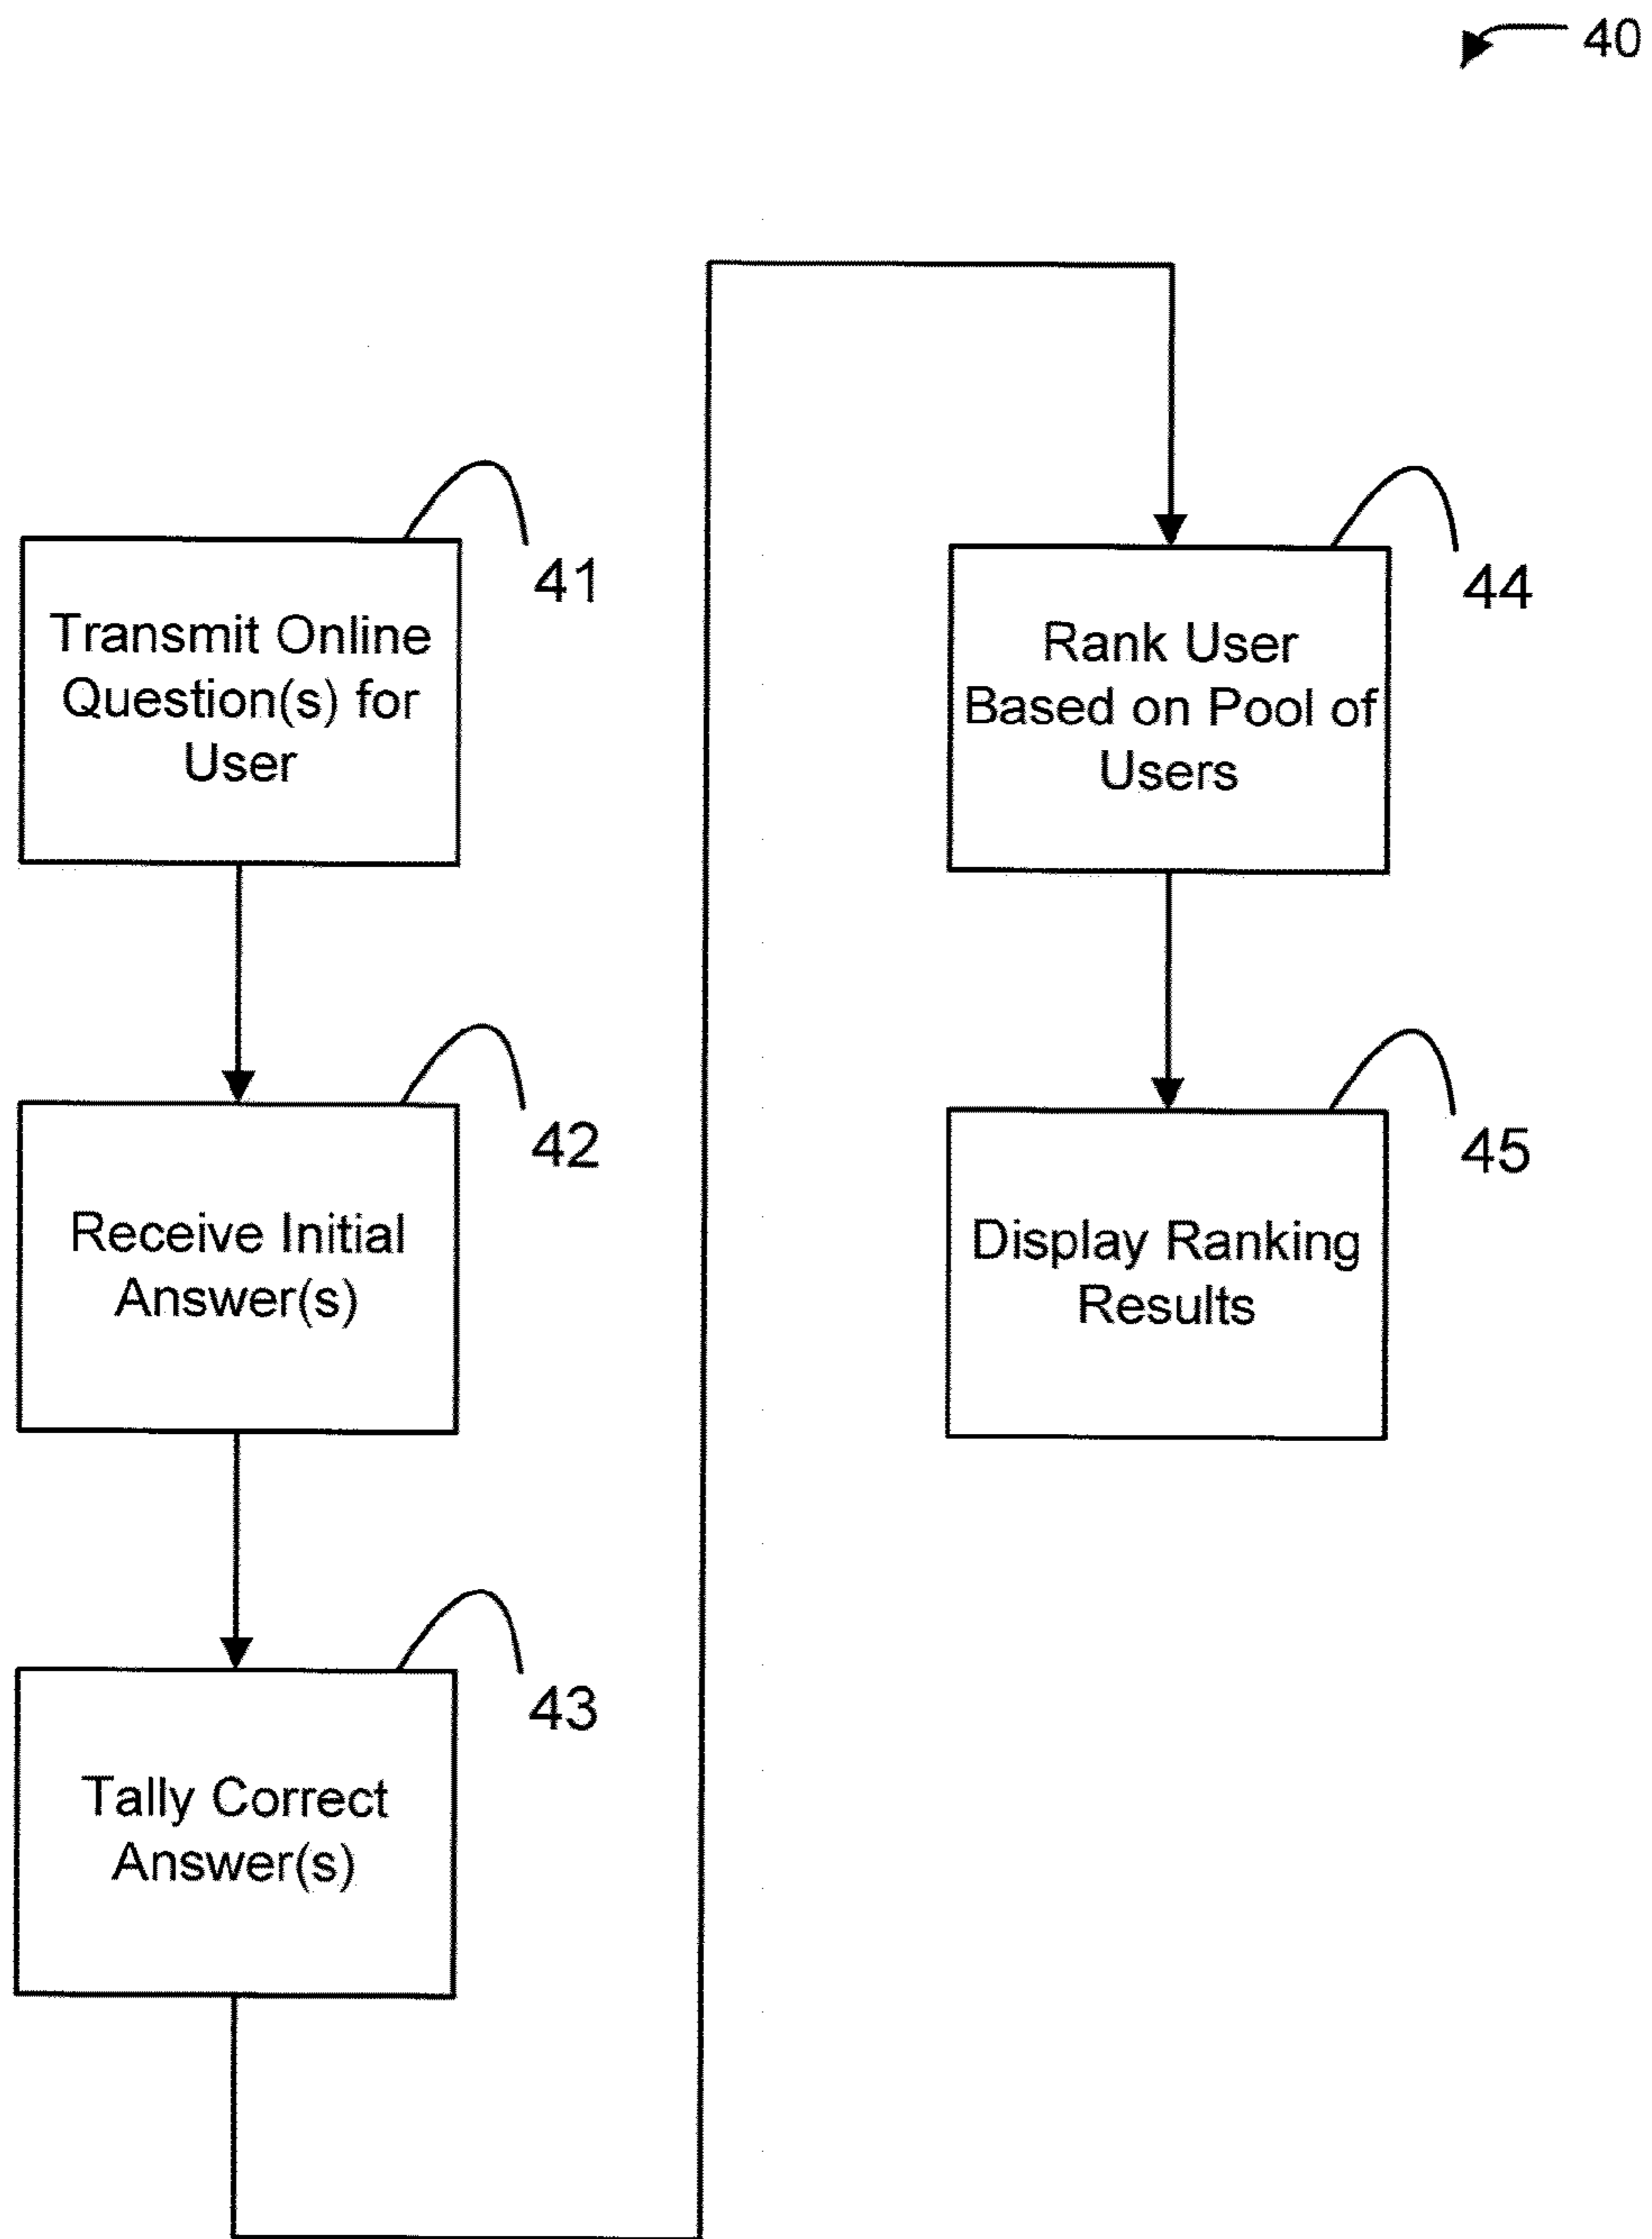 40
41
Transmit Online
Question(s) for
User
42
Receive Initial
Answer(s)
43
Tally Correct
Answer(s)
44
Rank User
Based on Pool of
Users
45
Display Ranking
Results